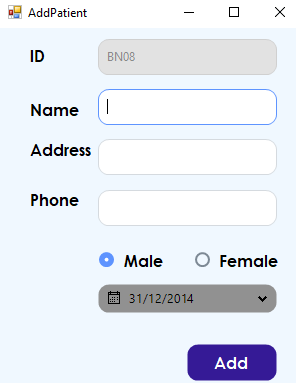 AddPatient
ID BN08
Name
Address
Phone
Male Female
31/12/2014
Add